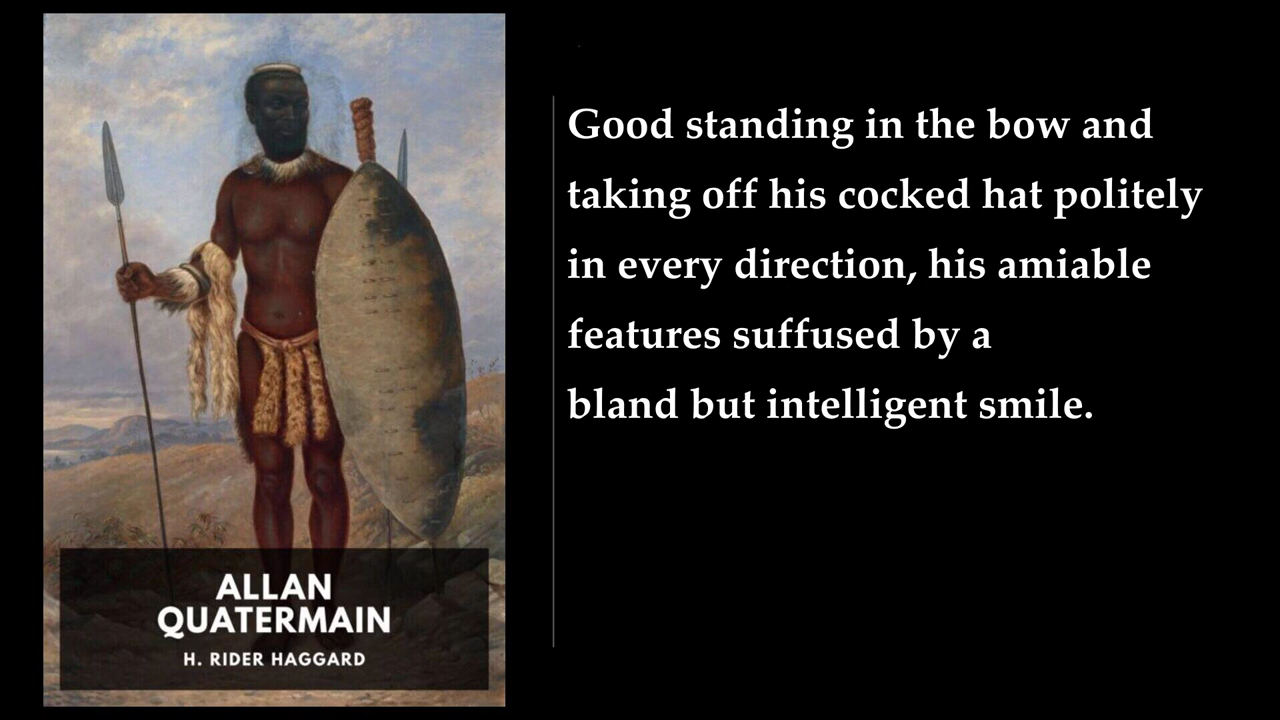 Good standing in the bow and
taking off his cocked hat politely
in every direction, his amiable
features suffused by a
bland but intelligent smile.
ALLAN
QUATERMAIN
H. RIDER HAGGARD